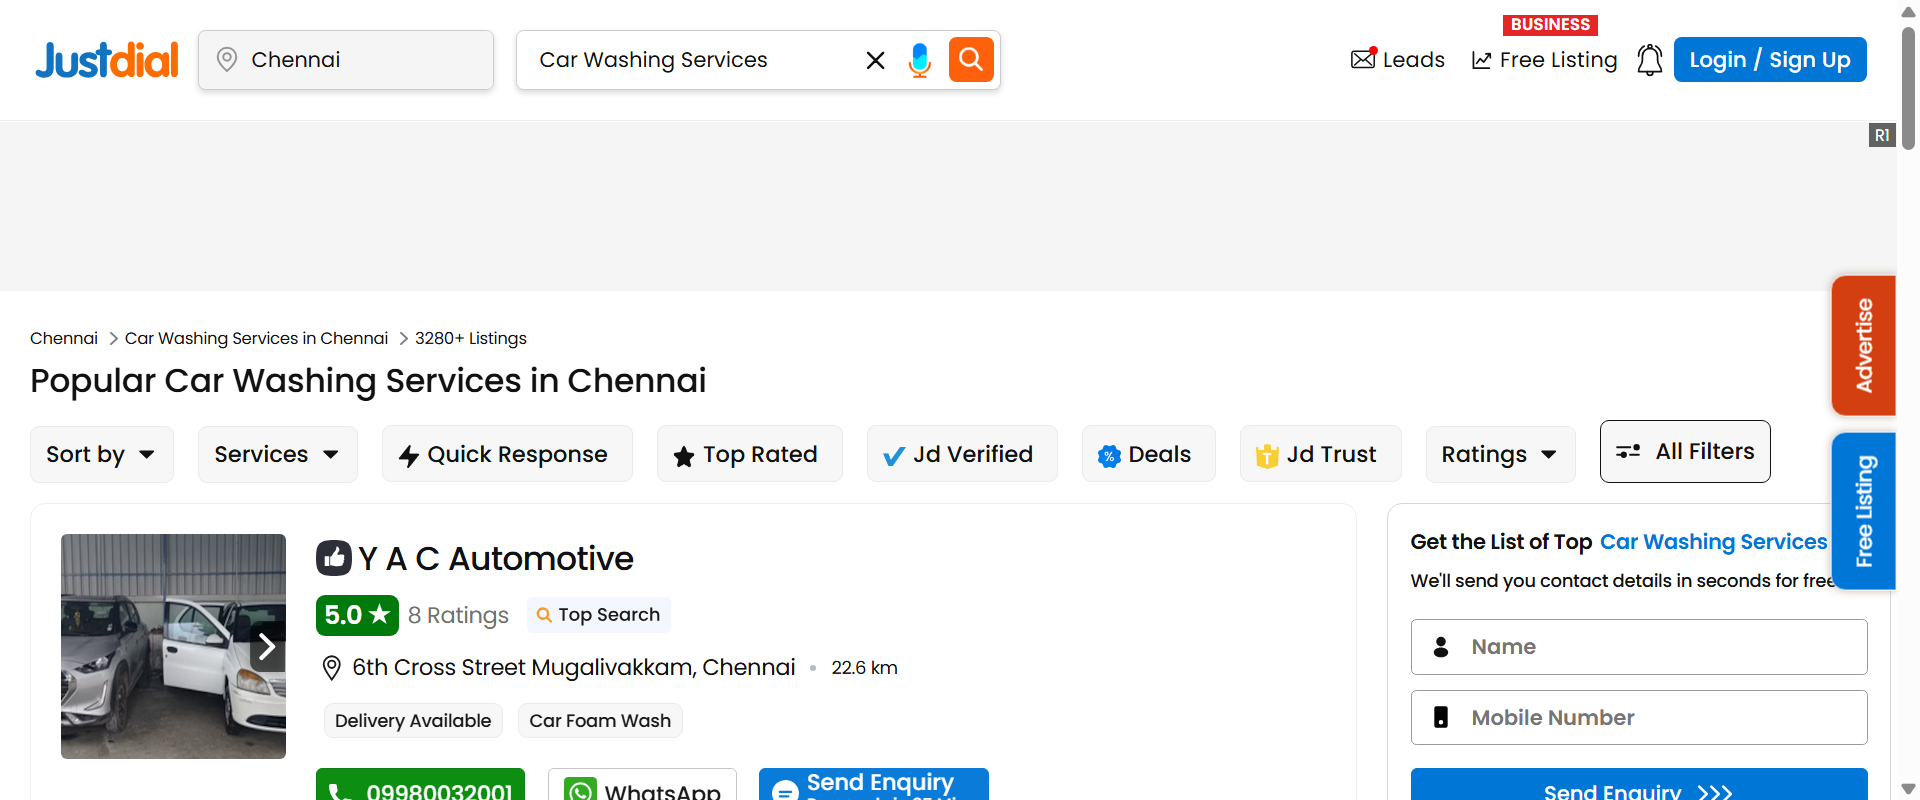 Justdial
Chennai
Car Washing Services
Leads
BUSINESS
Free Listing
Login / Sign Up
R1
Advertise
Free Listing
Chennai > Car Washing Services in Chennai > 3280+ Listings
Popular Car Washing Services in Chennai
Sort by
Services
Quick Response
Top Rated
Jd Verified
Deals
Jd Trust
Ratings
All Filters
Y A C Automotive
5.0 ★ 8 Ratings
Top Search
6th Cross Street Mugalivakkam, Chennai • 22.6 km
Delivery Available
Car Foam Wash
09980032001
WhatsApp
Send Enquiry
Get the List of Top Car Washing Services
We'll send you contact details in seconds for free
Name
Mobile Number
Send Enquiry >>>